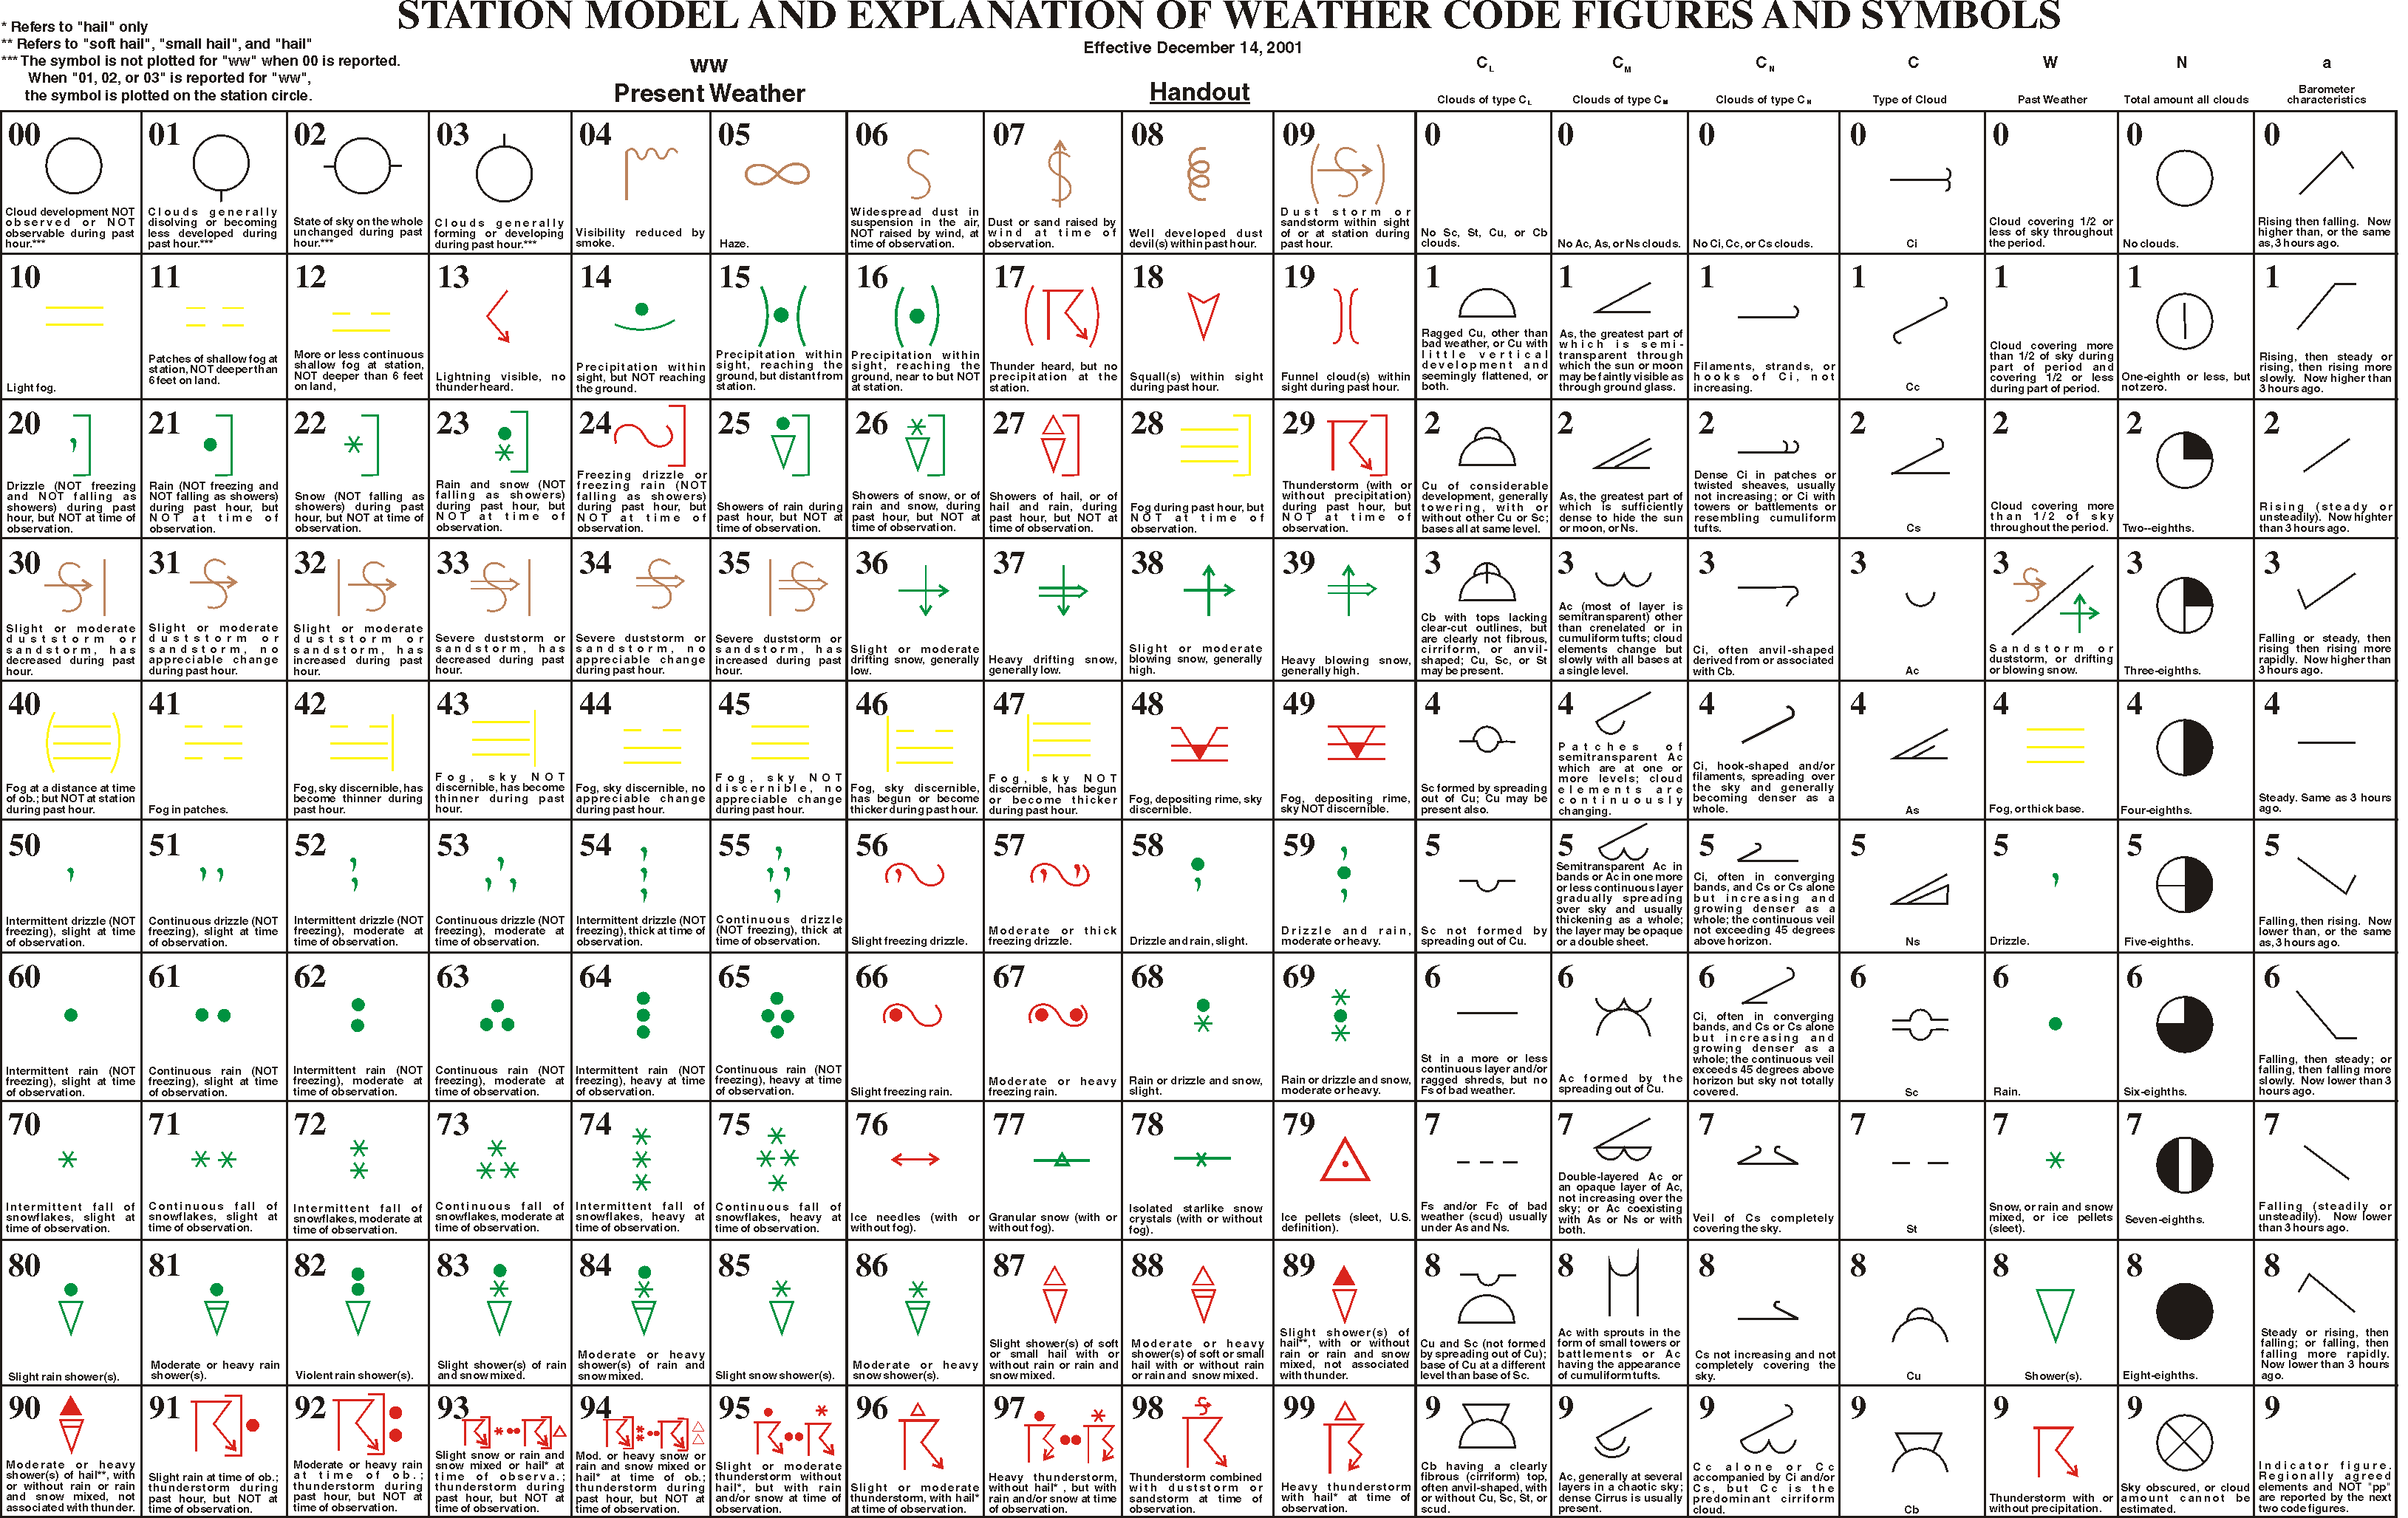 STATION MODEL AND EXPLANATION OF WEATHER CODE FIGURES AND SYMBOLS
* Refers to "hail" only
** Refers to "soft hail", "small hail", and "hail"
*** The symbol is not plotted for "ww" when 00 is reported.
When "01, 02, or 03" is reported for "ww",
the symbol is plotted on the station circle.
Effective December 14, 2001
ww
Present Weather
Handout
CL
Clouds of type CL
CM
Clouds of type CM
CN
Clouds of type CH
C
Type of Cloud
W
Past Weather
N
Total amount all clouds
a
Barometer
characteristics
00
Cloud development NOT
observed or NOT
observable during past
hour.***
01
Clouds generally
disolving or becoming
less developed during
past hour.***
02
State of sky on the whole
unchanged during past
hour.***
03
Clouds generally
forming or developing
during past hour.***
04
Visibility reduced by
smoke.
05
Haze.
06
Widespread dust in
suspension in the air,
NOT raised by wind, at
time of observation.
07
Dust or sand raised by
wind at time of
observation.
08
Well developed dust
devil(s) within past hour.
09
Dust storm or
sandstorm within sight
of or at station during
past hour.
0
No Sc, St, Cu, or Cb
clouds.
0
No Ac, As, or Ns clouds.
0
No Ci, Cc, or Cs clouds.
0
Ci
0
Cloud covering 1/2 or
less of sky throughout
the period.
0
No clouds.
0
Rising then falling. Now
higher than, or the same
as, 3 hours ago.
10
Light fog.
11
Patches of shallow fog at
station, NOT deeper than
6 feet on land.
12
More or less continuous
shallow fog at station,
NOT deeper than 6 feet
on land,
13
Lightning visible, no
thunder heard.
14
Precipitation within
sight, but NOT reaching
the ground.
15
Precipitation within
sight, reaching the
ground, but distant from
station.
16
Precipitation within
sight, reaching the
ground, near to but NOT
at station.
17
Thunder heard, but no
precipitation at the
station.
18
Squall(s) within sight
during past hour.
19
Funnel cloud(s) within
sight during past hour.
1
Ragged Cu, other than
bad weather, or Cu with
little vertical
development and
seemingly flattened, or
both.
1
As, the greatest part of
which is semi-
transparent through
which the sun or moon
may be faintly visible as
through ground glass.
1
Filaments, strands, or
hooks of Ci, not
increasing.
1
Cc
1
Cloud covering more
than 1/2 of sky during
part of period and
covering 1/2 or less
during part of period.
1
One-eighth or less, but
not zero.
1
Rising, then steady or
rising, then rising more
slowly. Now higher than
3 hours ago.
20
Drizzle (NOT freezing
and NOT falling as
showers) during past
hour, but NOT at time of
observation.
21
Rain (NOT freezing and
NOT falling as showers)
during past hour, but
NOT at time of
observation.
22
Snow (NOT falling as
showers) during past
hour, but NOT at time of
observation.
23
Rain and snow (NOT
falling as showers)
during past hour, but
NOT at time of
observation.
24
Freezing drizzle or
freezing rain (NOT
falling as showers)
during past hour, but
NOT at time of
observation.
25
Showers of rain during
past hour, but NOT at
time of observation.
26
Showers of snow, or of
rain and snow, during
past hour, but NOT at
time of observation.
27
Showers of hail, or of
hail and rain, during
past hour, but NOT at
time of observation.
28
Fog during past hour, but
NOT at time of
observation.
29
Thunderstorm (with or
without precipitation)
during past hour, but
NOT at time of
observation.
2
Cu of considerable
development, generally
towering, with or
without other Cu or Sc;
bases all at same level.
2
As, the greatest part of
which is sufficiently
dense to hide the sun
or moon, or Ns.
2
Dense Ci in patches or
twisted sheaves, usually
not increasing; or Ci with
towers or battlements or
resembling cumuliform
tufts.
2
Cs
2
Cloud covering more
than 1/2 of sky
throughout the period.
2
Two--eighths.
2
Rising (steady or
unsteadily). Now highter
than 3 hours ago.
30
Slight or moderate
duststorm or
sandstorm, has
decreased during past
hour.
31
Slight or moderate
duststorm or
sandstorm, no
appreciable change
during past hour.
32
Slight or moderate
duststorm or
sandstorm, has
increased during past
hour.
33
Severe duststorm or
sandstorm, has
decreased during past
hour.
34
Severe duststorm or
sandstorm, no
appreciable change
during past hour.
35
Severe duststorm or
sandstorm, has
increased during past
hour.
36
Slight or moderate
drifting snow, generally
low.
37
Heavy drifting snow,
generally low.
38
Slight or moderate
blowing snow, generally
high.
39
Heavy blowing snow,
generally high.
3
Cb with tops lacking
clear-cut outlines, but
are clearly not fibrous,
cirriform, or anvil-
shaped; Cu, Sc, or St
may be present.
3
Ac (most of layer is
semitransparent) other
than crenelated or in
cumuliform tufts; cloud
elements change but
slowly with all bases at
a single level.
3
Ci, often anvil-shaped
derived from or associated
with Cb.
3
Ac
3
Sandstorm or
duststorm, or drifting
or blowing snow.
3
Three-eighths.
3
Falling or steady, then
rising then rising more
rapidly. Now higher than
3 hours ago.
40
Fog at a distance at time
of ob.; but NOT at station
during past hour.
41
Fog in patches.
42
Fog, sky discernible, has
become thinner during
past hour.
43
Fog, sky NOT
discernible, has become
thinner during past
hour.
44
Fog, sky discernible, no
appreciable change
during past hour.
45
Fog, sky NOT
discernible, no
appreciable change
during past hour.
46
Fog, sky discernible,
has begun or become
thicker during past hour.
47
Fog, sky NOT
discernible, has begun
or become thicker
during past hour.
48
Fog, depositing rime, sky
discernible.
49
Fog, depositing rime,
sky NOT discernible.
4
Sc formed by spreading
out of Cu; Cu may be
present also.
4
Patches of
semitransparent Ac
which are at one or
more levels; cloud
elements are
continuously
changing.
4
Ci, hook-shaped and/or
filaments, spreading over
the sky and generally
becoming denser as a
whole.
4
As
4
Fog, or thick base.
4
Four-eighths.
4
Steady. Same as 3 hours
ago.
50
Intermittent drizzle (NOT
freezing), slight at time
of observation.
51
Continuous drizzle (NOT
freezing), slight at time
of observation.
52
Intermittent drizzle (NOT
freezing), moderate at
time of observation.
53
Continuous drizzle (NOT
freezing), moderate at
time of observation.
54
Intermittent drizzle (NOT
freezing), thick at time of
observation.
55
Continuous drizzle
(NOT freezing), thick at
time of observation.
56
Slight freezing drizzle.
57
Moderate or thick
freezing drizzle.
58
Drizzle and rain, slight.
59
Drizzle and rain,
moderate or heavy.
5
Sc not formed by
spreading out of Cu.
5
Semitransparent Ac in
bands or Ac in one more
or less continuous layer
gradually spreading
over sky and usually
thickening as a whole;
the layer may be opaque
or a double sheet.
5
Ci, often in converging
bands, and Cs or Cs alone
but increasing and
growing denser as a
whole; the continuous veil
not exceeding 45 degrees
above horizon.
5
Ns
5
Drizzle.
5
Five-eighths.
5
Falling, then rising. Now
lower than, or the same
as, 3 hours ago.
60
Intermittent rain (NOT
freezing), slight at time
of observation.
61
Continuous rain (NOT
freezing), slight at time
of observation.
62
Intermittent rain (NOT
freezing), moderate at
time of observation.
63
Continuous rain (NOT
freezing), moderate at
time of observation.
64
Intermittent rain (NOT
freezing), heavy at time
of observation.
65
Continuous rain (NOT
freezing), heavy at time
of observation.
66
Slight freezing rain.
67
Moderate or heavy
freezing rain.
68
Rain or drizzle and snow,
slight.
69
Rain or drizzle and snow,
moderate or heavy.
6
St in a more or less
continuous layer and/or
ragged shreds, but no
Fs of bad weather.
6
Ac formed by the
spreading out of Cu.
6
Ci, often in converging
bands, and Cs or Cs alone
but increasing and
growing denser as a
whole; the continuous veil
exceeds 45 degrees above
horizon but sky not totally
covered.
6
Sc
6
Rain.
6
Six-eighths.
6
Falling, then steady; or
falling, then falling more
slowly. Now lower than 3
hours ago.
70
Intermittent fall of
snowflakes, slight at
time of observation.
71
Continuous fall of
snowflakes, slight at
time of observation.
72
Intermittent fall of
snowflakes, moderate at
time of observation.
73
Continuous fall of
snowflakes, moderate at
time of observation.
74
Intermittent fall of
snowflakes, heavy at
time of observation.
75
Continuous fall of
snowflakes, heavy at
time of observation.
76
Ice needles (with or
without fog).
77
Granular snow (with or
without fog).
78
Isolated starlike snow
crystals (with or without
fog).
79
Ice pellets (sleet, U.S.
definition).
7
Fs and/or Fc of bad
weather (scud) usually
under As and Ns.
7
Double-layered Ac or
an opaque layer of Ac,
not increasing over the
sky; or Ac coexisting
with As or Ns or with
both.
7
Veil of Cs completely
covering the sky.
7
St
7
Snow, or rain and snow
mixed, or ice pellets
(sleet).
7
Seven-eighths.
7
Falling (steadily or
unsteadily). Now lower
than 3 hours ago.
80
Slight rain shower(s).
81
Moderate or heavy rain
shower(s).
82
Violent rain shower(s).
83
Slight shower(s) of rain
and snow mixed.
84
Moderate or heavy
shower(s) of rain and
snow mixed.
85
Slight snow shower(s).
86
Moderate or heavy
snow shower(s).
87
Slight shower(s) of soft
or small hail with or
without rain or rain and
snow mixed.
88
Moderate or heavy
shower(s) of soft or small
hail with or without rain
or rain and snow mixed.
89
Slight shower(s) of
hail**, with or without
rain or rain and snow
mixed, not associated
with thunder.
8
Cu and Sc (not formed
by spreading out of Cu);
base of Cu at a different
level than base of Sc.
8
Ac with sprouts in the
form of small towers or
battlements or Ac
having the appearance
of cumuliform tufts.
8
Cs not increasing and not
completely covering the
sky.
8
Cu
8
Shower(s).
8
Eight-eighths.
8
Steady or rising, then
falling; or falling, then
falling more rapidly.
Now lower than 3 hours
ago.
90
Moderate or heavy
shower(s) of hail**, with
or without rain or rain
and snow mixed, not
associated with thunder.
91
Slight rain at time of ob.;
thunderstorm during
past hour, but NOT at
time of observation.
92
Moderate or heavy rain
at time of ob.;
thunderstorm during
past hour, but NOT at
time of observation.
93
Slight snow or rain and
snow mixed or hail* at
time of observa.;
thunderstorm during
past hour, but NOT at
time of observation.
94
Mod. or heavy snow or
rain and snow mixed or
hail* at time of ob.;
thunderstorm during
past hour, but NOT at
time of observation.
95
Slight or moderate
thunderstorm without
hail*, but with rain
and/or snow at time of
observation.
96
Slight or moderate
thunderstorm, with hail*
at time of observation.
97
Heavy thunderstorm,
without hail* , but with
rain and/or snow at time
of observation.
98
Thunderstorm combined
with duststorm or
sandstorm at time of
observation.
99
Heavy thunderstorm
with hail* at time of
observation.
9
Cb having a clearly
fibrous (cirriform) top,
often anvil-shaped, with
or without Cu, Sc, St, or
scud.
9
Ac, generally at several
layers in a chaotic sky;
dense Cirrus is usually
present.
9
Cc alone or Cc
accompanied by Ci and/or
Cs, but Cc is the
predominant cirriform
cloud.
9
Cb
9
Thunderstorm with or
without precipitation.
9
Sky obscured, or cloud
amount cannot be
estimated.
9
Indicator figure.
Regionally agreed
elements and NOT "pp"
are reported by the next
two code figures.